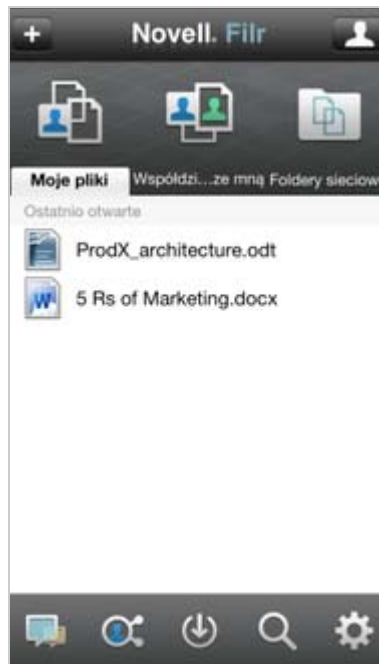 Novell. Filr
Moje pliki Współdzi...ze mną Foldery sieciow
Ostatnio otwarte
ProdX_architecture.odt
5 Rs of Marketing.docx